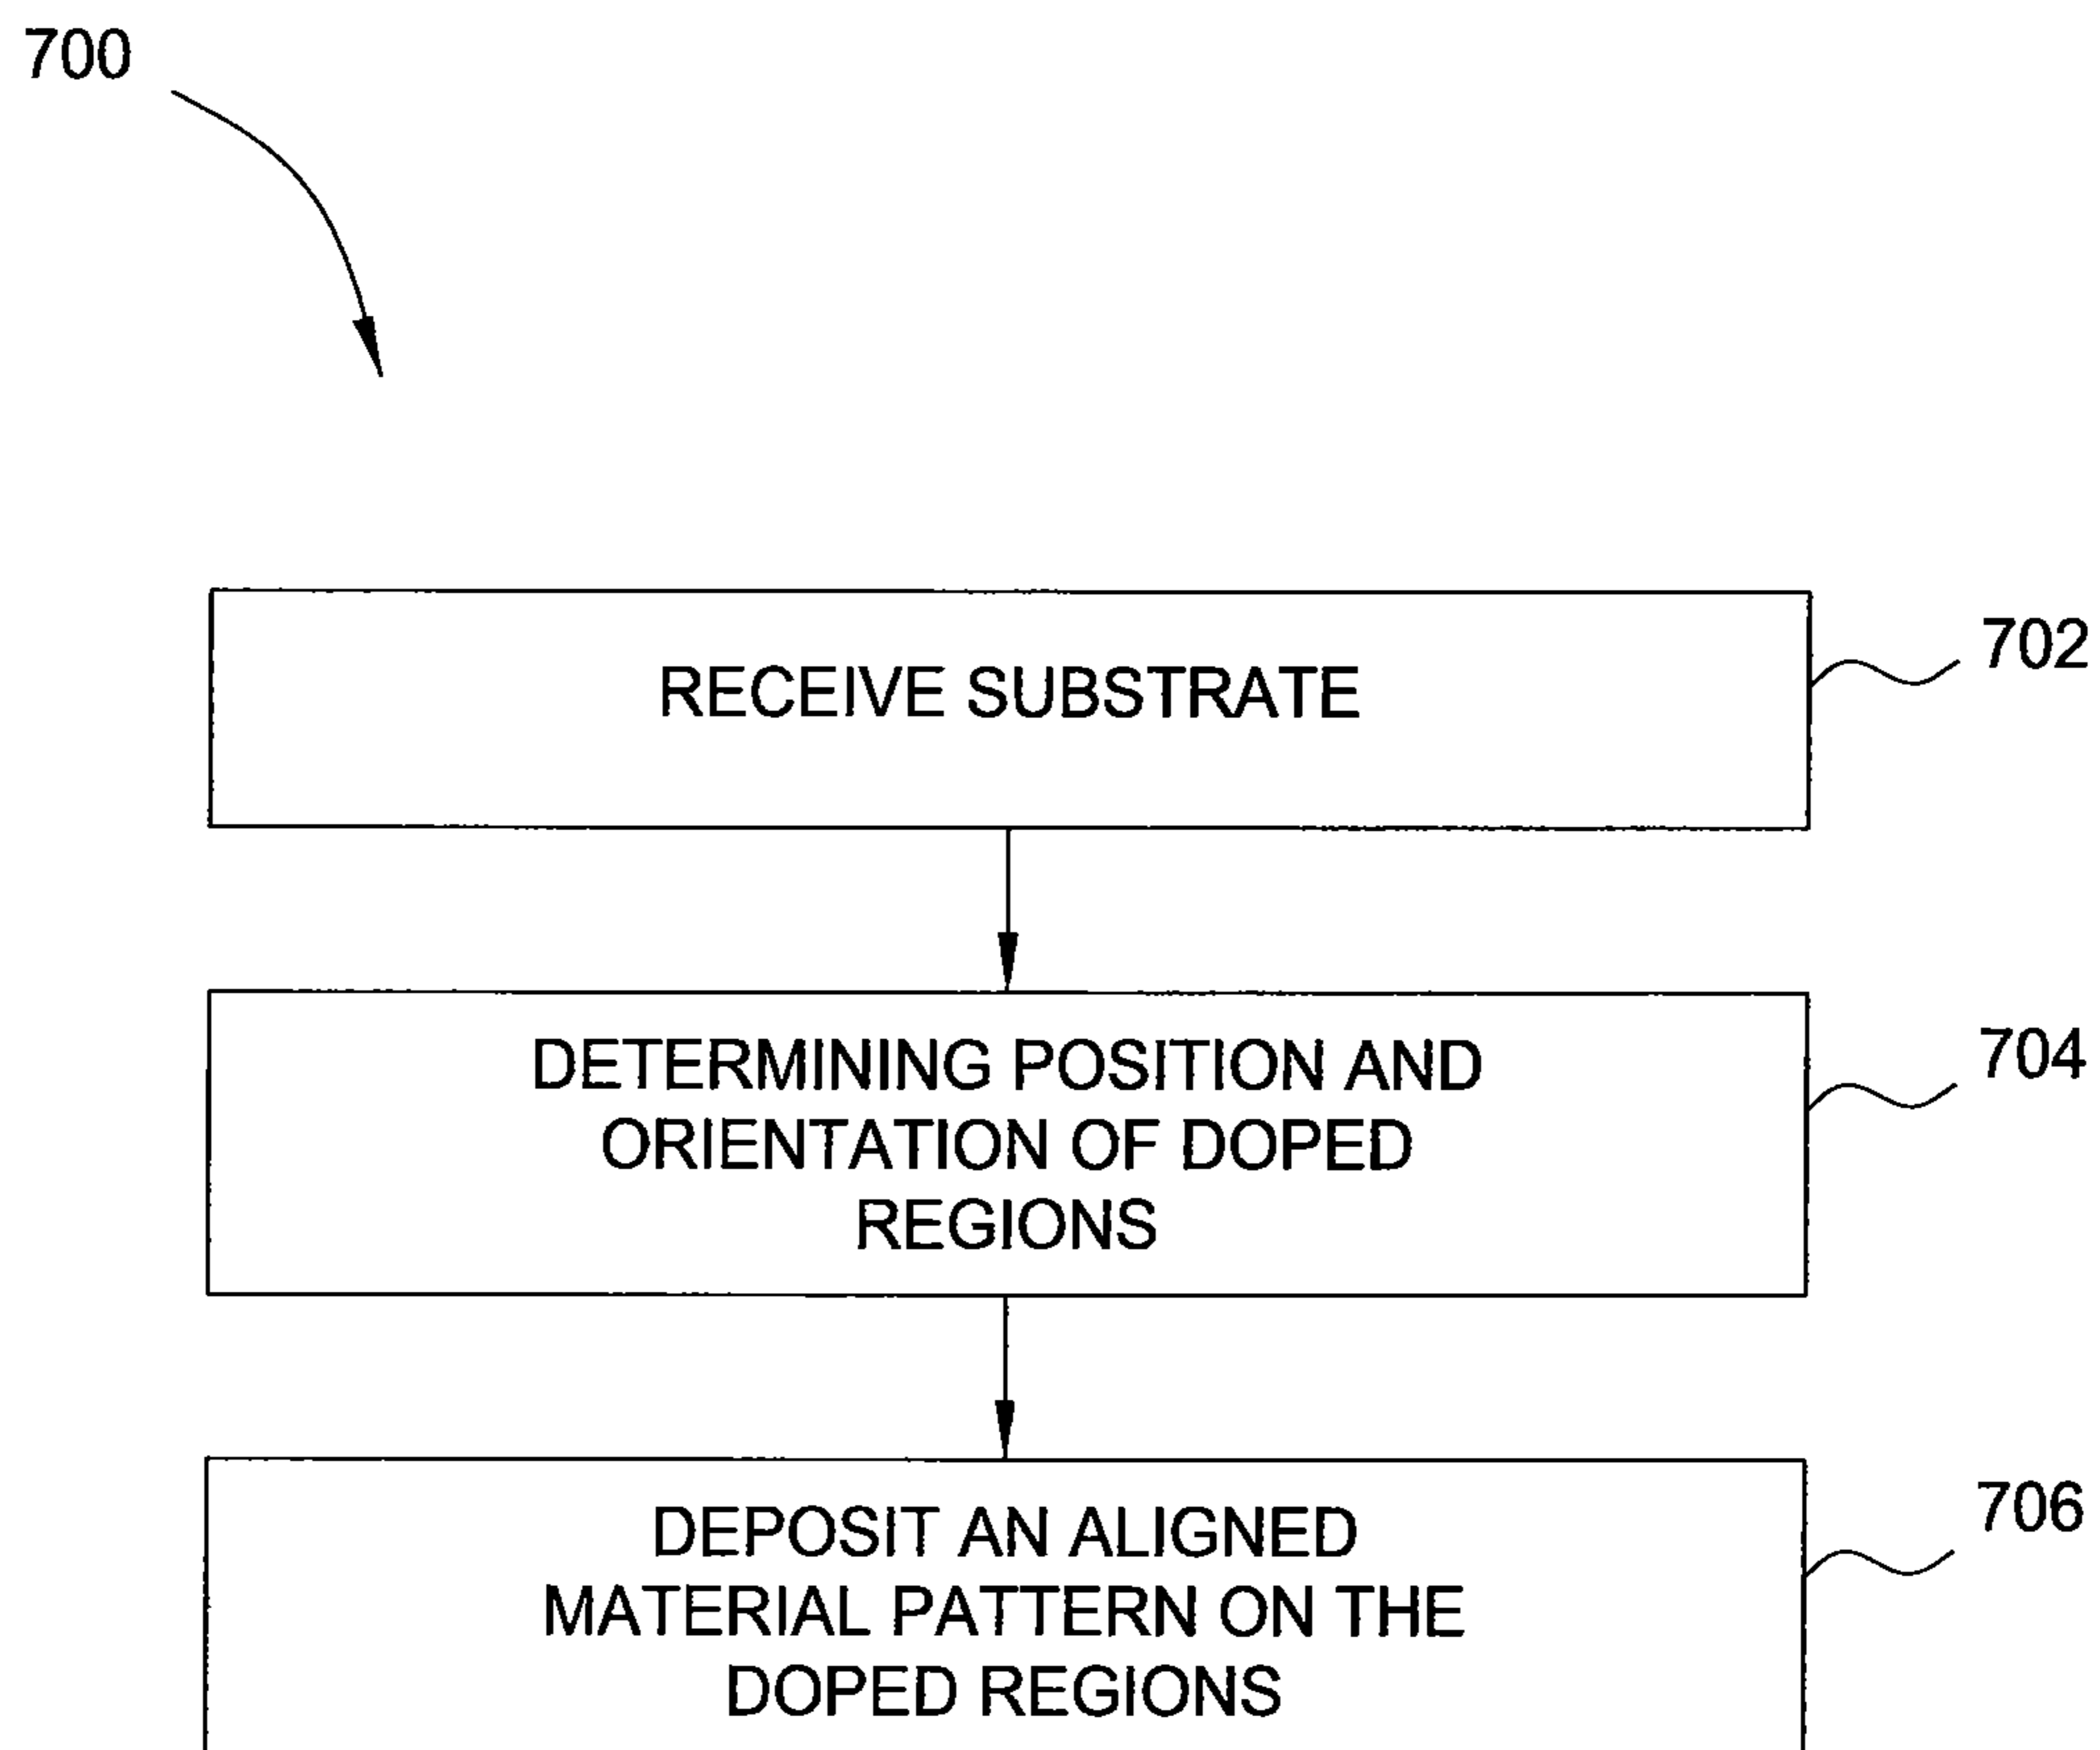 700
RECEIVE SUBSTRATE
702
DETERMINING POSITION AND
ORIENTATION OF DOPED
REGIONS
704
DEPOSIT AN ALIGNED
MATERIAL PATTERN ON THE
DOPED REGIONS
706